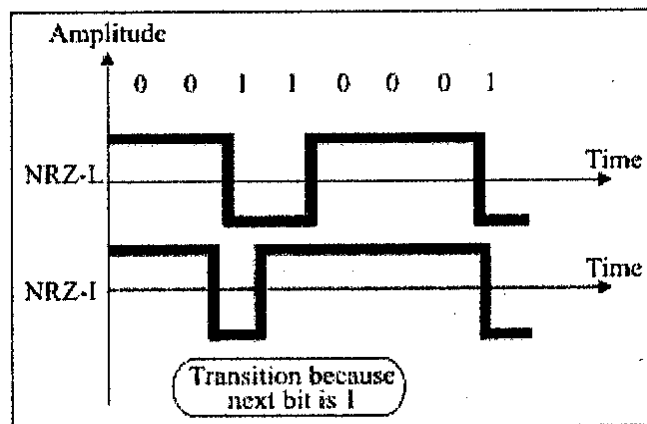 Amplitude
0 0 1 1 0 0 0 1
NRZ-L
Time
NRZ-I
Time
Transition because
next bit is 1